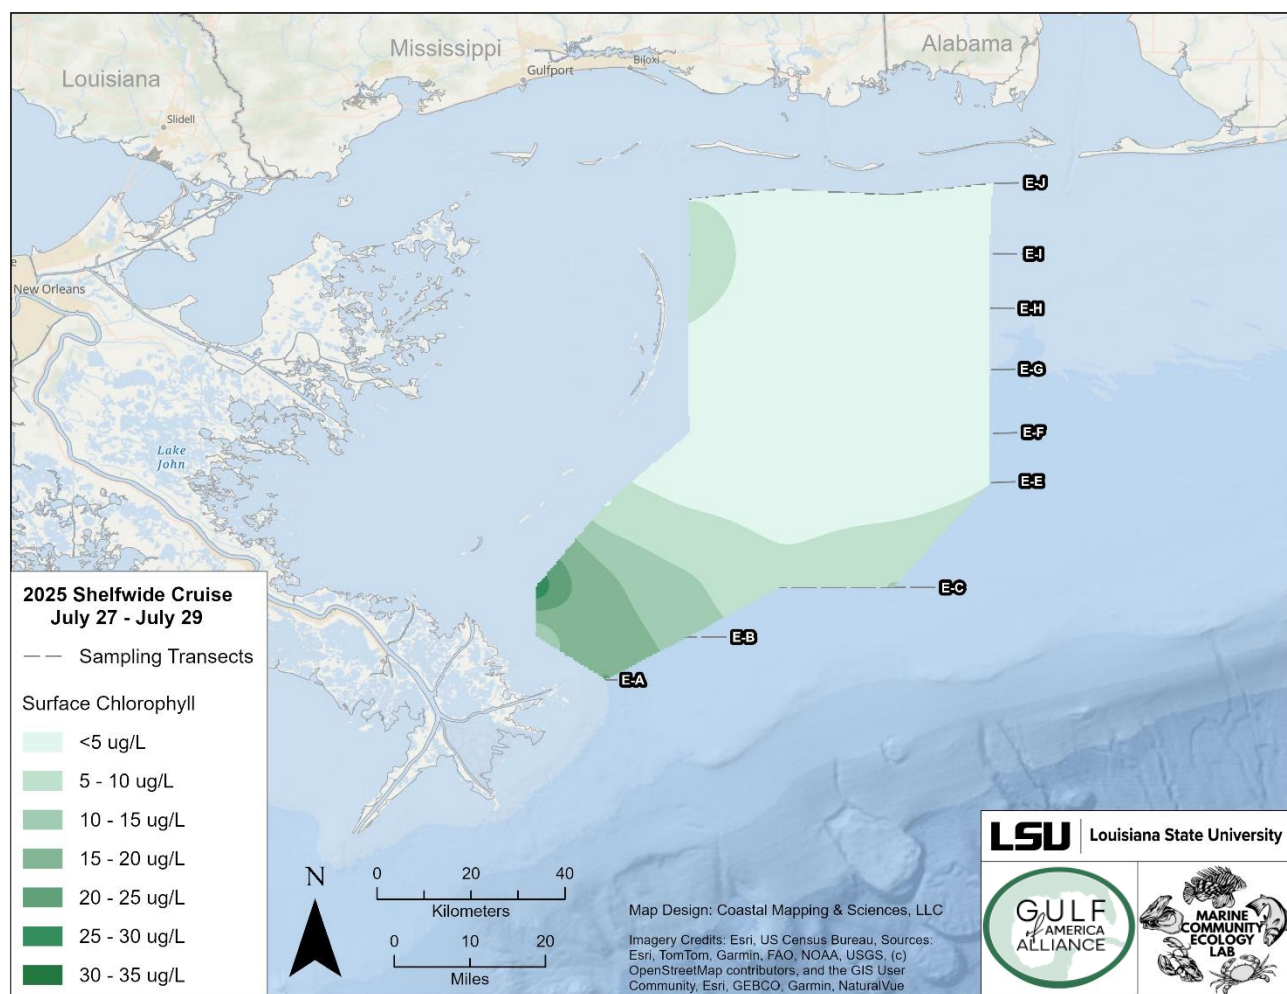 Mississippi
Alabama
Louisiana
Gulfport
Biloxi
Slidell
E-J
E-I
New Orleans
E-H
E-G
E-F
Lake
John
E-E
E-C
2025 Shelfwide Cruise
July 27 - July 29
Sampling Transects
E-B
E-A
Surface Chlorophyll
<5 ug/L
5 - 10 ug/L
10 - 15 ug/L
15 - 20 ug/L
20 - 25 ug/L
25 - 30 ug/L
30 - 35 ug/L
N
0 20 40
Kilometers
0 10 20
Miles
Map Design: Coastal Mapping & Sciences, LLC
Imagery Credits: Esri, US Census Bureau, Sources:
Esri, TomTom, Garmin, FAO, NOAA, USGS, (c)
OpenStreetMap contributors, and the GIS User
Community, Esri, GEBCO, Garmin, NaturalVue
LSU Louisiana State University
GULF
of AMERICA
ALLIANCE
MARINE
COMMUNITY
ECOLOGY
LAB